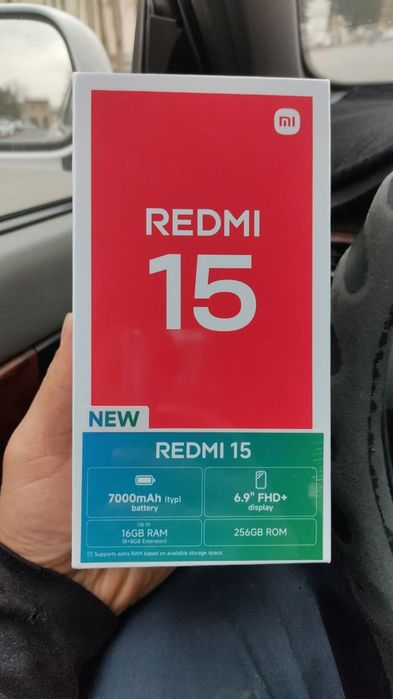 mi
REDMI
15
NEW
REDMI 15
7000mAh (typ)
battery
6.9" FHD+
display
Up to
16GB RAM
(8+8GB Extension)
256GB ROM
[1] Supports extra RAM based on available storage space.